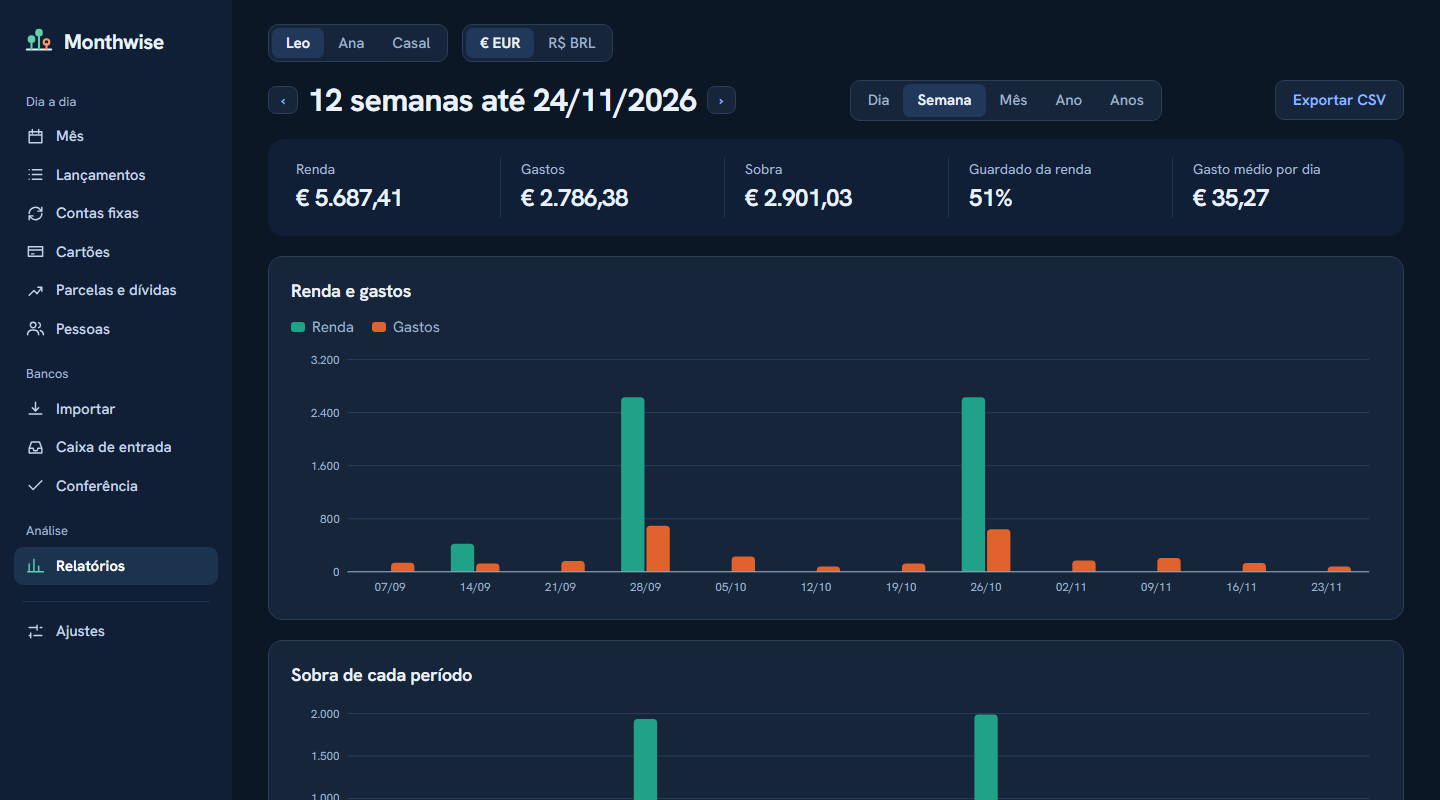 Monthwise
Dia a dia
Mês
Lançamentos
Contas fixas
Cartões
Parcelas e dívidas
Pessoas
Bancos
Importar
Caixa de entrada
Conferência
Análise
Relatórios
Ajustes
Leo Ana Casal € EUR R$ BRL
‹ 12 semanas até 24/11/2026 › Dia Semana Mês Ano Anos Exportar CSV
Renda Gastos Sobra Guardado da renda Gasto médio por dia
€ 5.687,41 € 2.786,38 € 2.901,03 51% € 35,27
Renda e gastos
Renda Gastos
3.200
2.400
1.600
800
0
07/09 14/09 21/09 28/09 05/10 12/10 19/10 26/10 02/11 09/11 16/11 23/11
Sobra de cada período
2.000
1.500
1.000